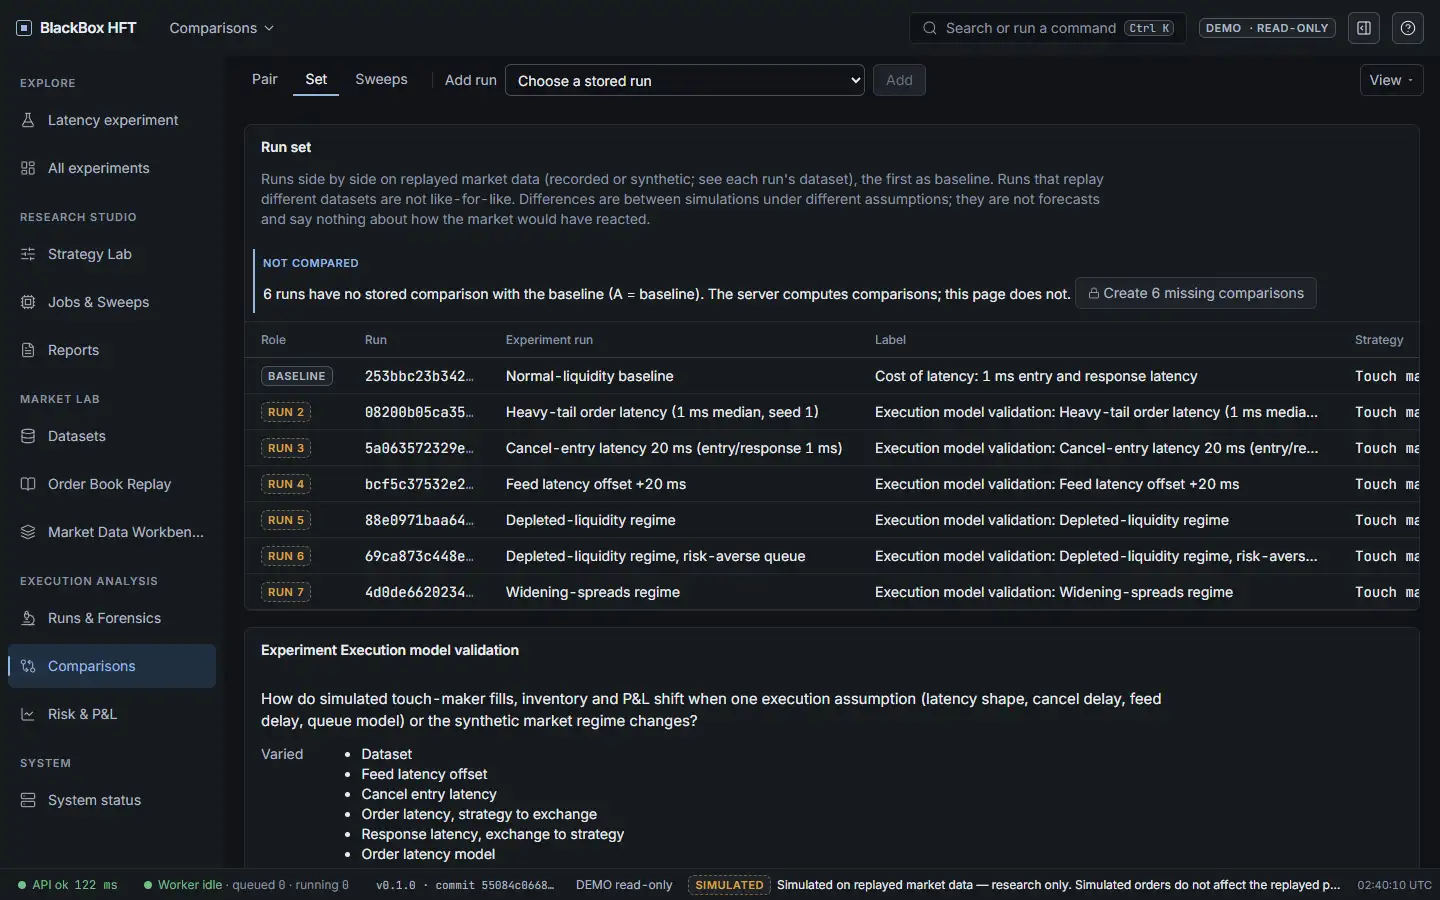 BlackBox HFT
Comparisons
Search or run a command Ctrl K
DEMO · READ-ONLY
EXPLORE
Latency experiment
All experiments
RESEARCH STUDIO
Strategy Lab
Jobs & Sweeps
Reports
MARKET LAB
Datasets
Order Book Replay
Market Data Workben...
EXECUTION ANALYSIS
Runs & Forensics
Comparisons
Risk & P&L
SYSTEM
System status
Pair Set Sweeps Add run Choose a stored run Add View
Run set
Runs side by side on replayed market data (recorded or synthetic; see each run's dataset), the first as baseline. Runs that replay
different datasets are not like-for-like. Differences are between simulations under different assumptions; they are not forecasts
and say nothing about how the market would have reacted.
NOT COMPARED
6 runs have no stored comparison with the baseline (A = baseline). The server computes comparisons; this page does not. Create 6 missing comparisons
Role Run Experiment run Label Strategy
BASELINE 253bbc23b342… Normal-liquidity baseline Cost of latency: 1 ms entry and response latency Touch ma
RUN 2 08200b05ca35… Heavy-tail order latency (1 ms median, seed 1) Execution model validation: Heavy-tail order latency (1 ms media... Touch ma
RUN 3 5a063572329e… Cancel-entry latency 20 ms (entry/response 1 ms) Execution model validation: Cancel-entry latency 20 ms (entry/re... Touch ma
RUN 4 bcf5c37532e2… Feed latency offset +20 ms Execution model validation: Feed latency offset +20 ms Touch ma
RUN 5 88e0971baa64… Depleted-liquidity regime Execution model validation: Depleted-liquidity regime Touch ma
RUN 6 69ca873c448e… Depleted-liquidity regime, risk-averse queue Execution model validation: Depleted-liquidity regime, risk-avers... Touch ma
RUN 7 4d0de6620234… Widening-spreads regime Execution model validation: Widening-spreads regime Touch ma
Experiment Execution model validation
How do simulated touch-maker fills, inventory and P&L shift when one execution assumption (latency shape, cancel delay, feed
delay, queue model) or the synthetic market regime changes?
Varied
• Dataset
• Feed latency offset
• Cancel entry latency
• Order latency, strategy to exchange
• Response latency, exchange to strategy
• Order latency model
API ok 122 ms Worker idle · queued 0 · running 0 v0.1.0 · commit 55084c0668… DEMO read-only SIMULATED Simulated on replayed market data — research only. Simulated orders do not affect the replayed p... 02:40:10 UTC